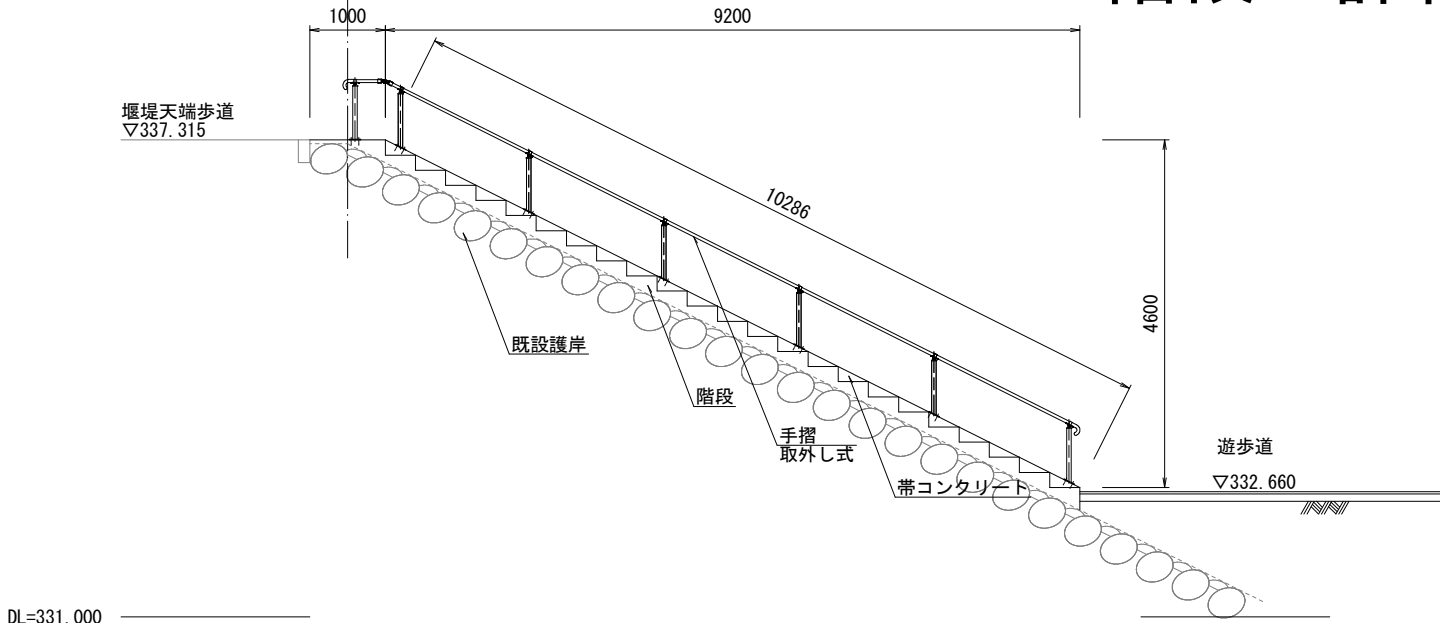 1000
9200
堰堤天端歩道
▽337.315
10286
4600
既設護岸
階段
手摺
取外し式
帯コンクリート
遊歩道
▽332.660
DL=331.000